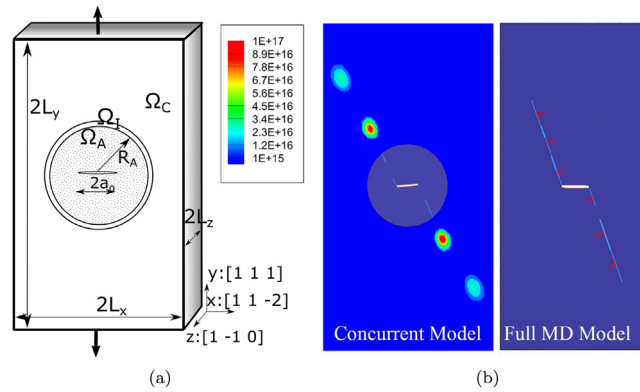 2L_y
Ω_C
Ω_I
Ω_A
R_A
2a_o
2L_z
2L_x
y:[1 1 1]
x:[1 1 -2]
z:[1 -1 0]
(a)
1E+17
8.9E+16
7.8E+16
6.7E+16
5.6E+16
4.5E+16
3.4E+16
2.3E+16
1.2E+16
1E+15
Concurrent Model
Full MD Model
(b)